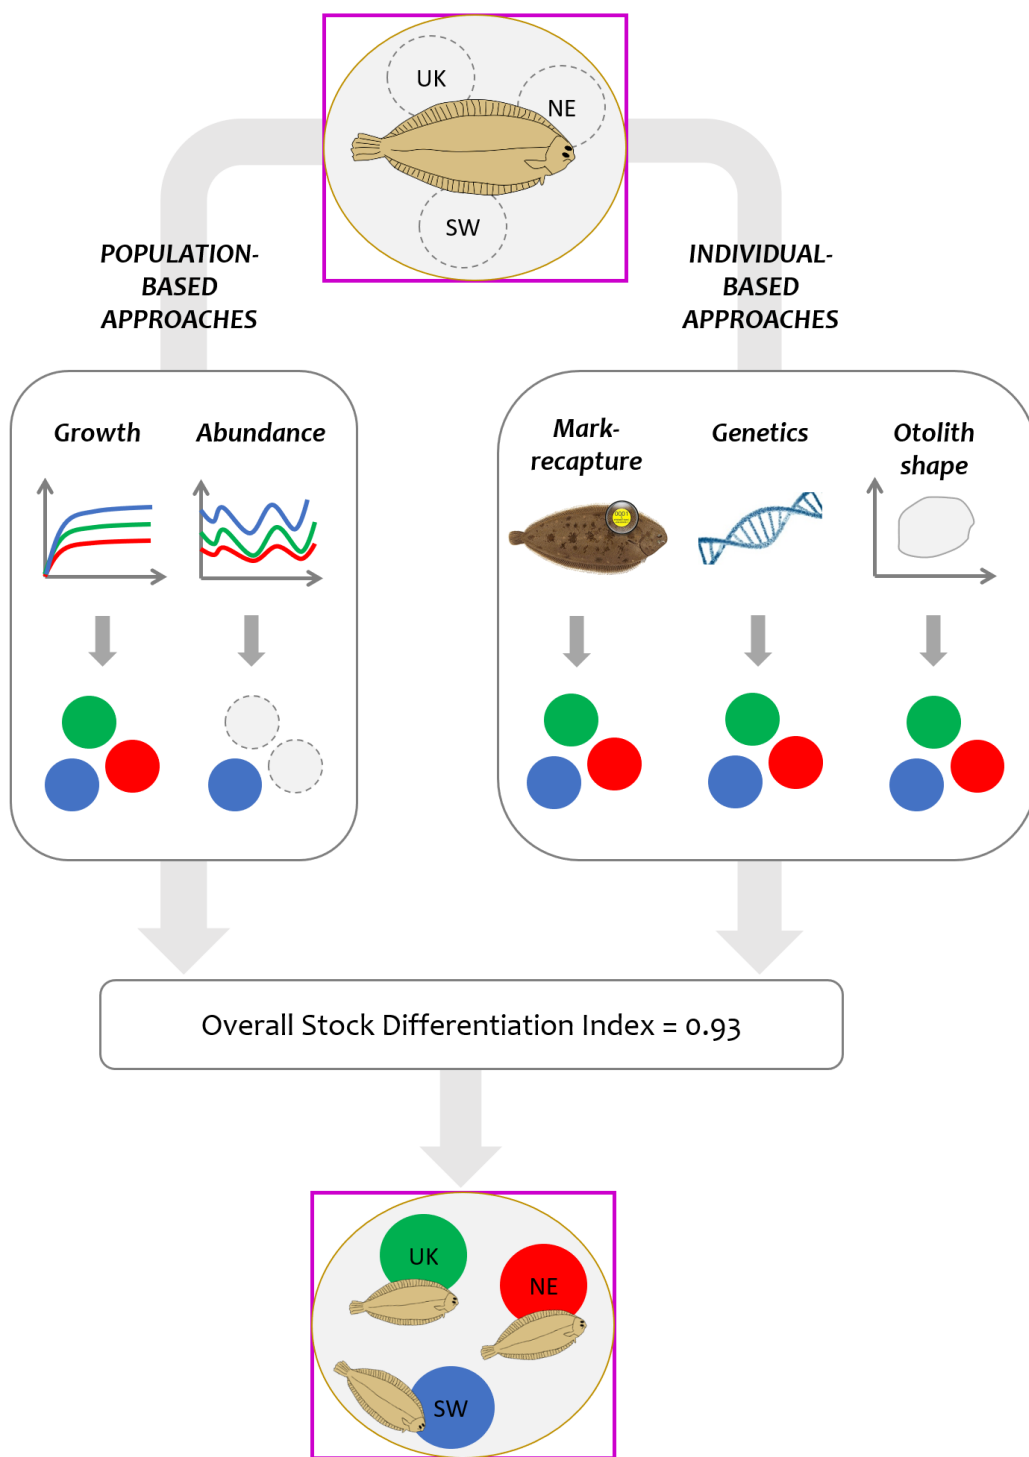 UK
NE
SW
POPULATION-
BASED
APPROACHES
INDIVIDUAL-
BASED
APPROACHES
Growth
Abundance
Mark-
recapture
Genetics
Otolith
shape
Overall Stock Differentiation Index = 0.93
UK
NE
SW